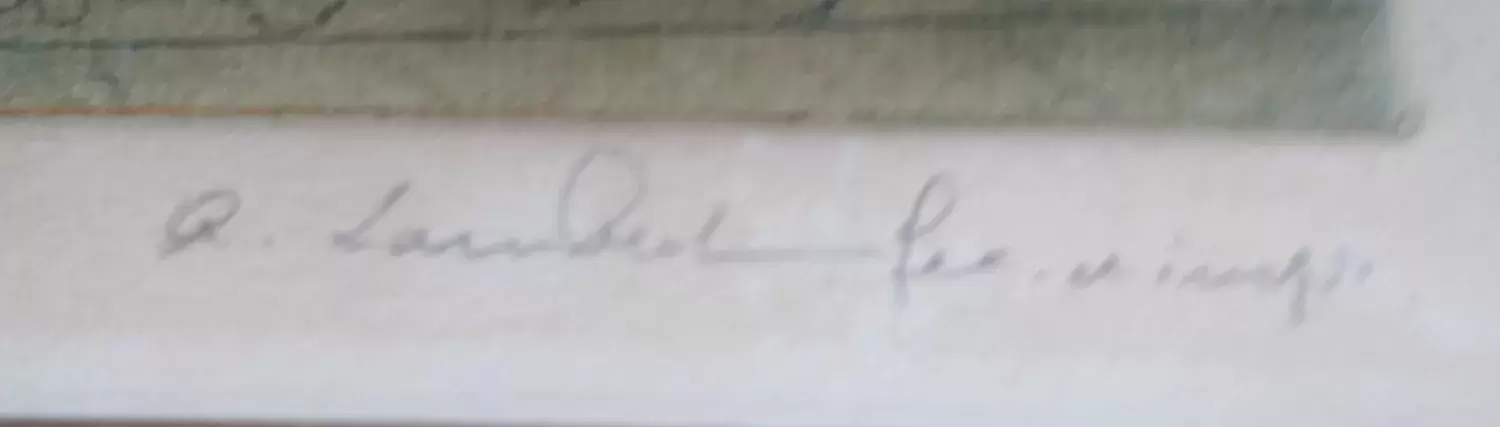 A. Lambert fec. et imp.